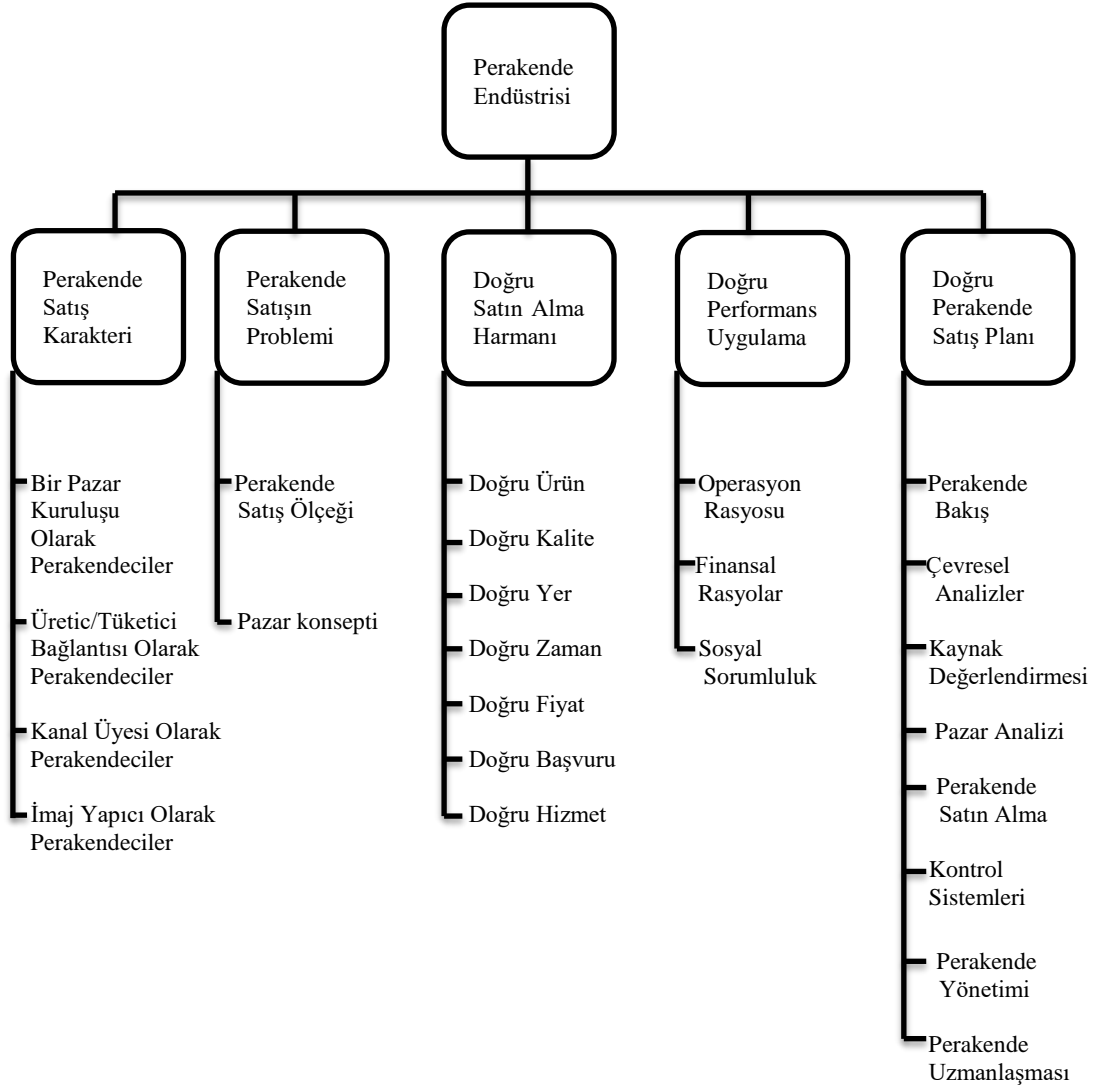 Perakende
Endüstrisi
Perakende
Satış
Karakteri
Perakende
Satışın
Problemi
Doğru
Satın Alma
Harmanı
Doğru
Performans
Uygulama
Doğru
Perakende
Satış Planı
Bir Pazar
Kuruluşu
Olarak
Perakendeciler
Üretic/Tüketici
Bağlantısı Olarak
Perakendeciler
Kanal Üyesi Olarak
Perakendeciler
İmaj Yapıcı Olarak
Perakendeciler
Perakende
Satış Ölçeği
Pazar konsepti
Doğru Ürün
Doğru Kalite
Doğru Yer
Doğru Zaman
Doğru Fiyat
Doğru Başvuru
Doğru Hizmet
Operasyon
Rasyosu
Finansal
Rasyolar
Sosyal
Sorumluluk
Perakende
Bakış
Çevresel
Analizler
Kaynak
Değerlendirmesi
Pazar Analizi
Perakende
Satın Alma
Kontrol
Sistemleri
Perakende
Yönetimi
Perakende
Uzmanlaşması